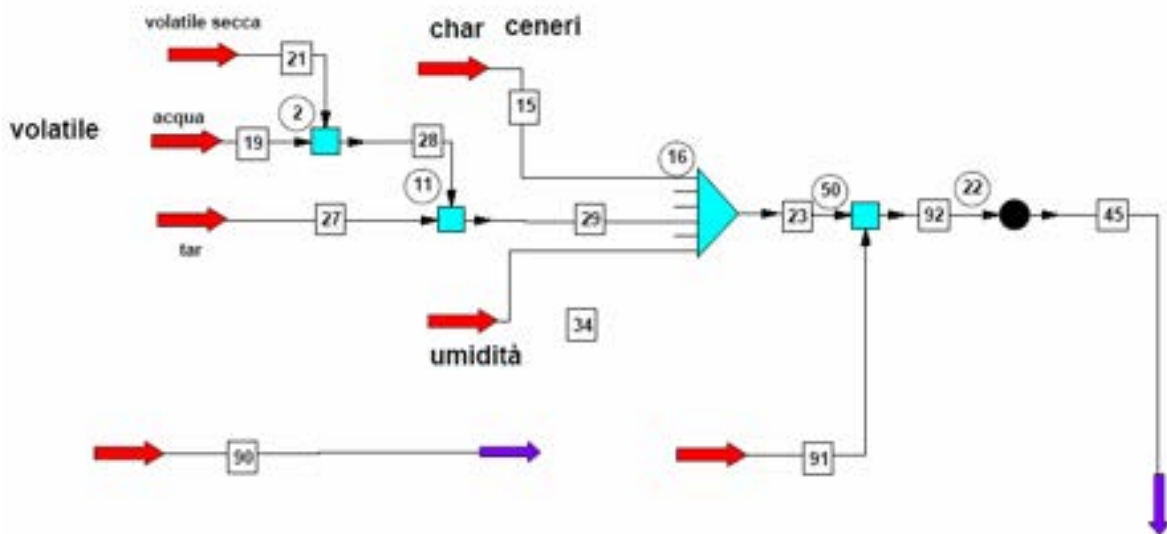 volatile secca
21
char ceneri
15
volatile
acqua
19
2
28
16
11
27
29
23
50
92
22
45
tar
34
umidità
90
91